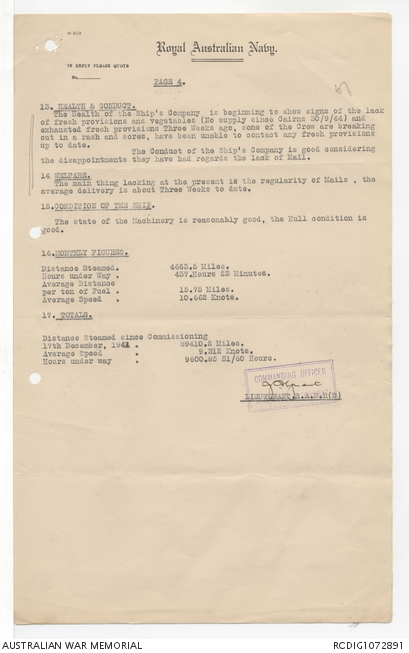 Royal Australian Navy.
IN REPLY PLEASE QUOTE
No.
PAGE 4.
13. HEALTH & CONDUCT.
The Health of the Ship's Company is beginning to show signs of the lack
of fresh provisions and vegetables (No supply since Cairns 30/9/44) and
exhausted fresh provisions Three Weeks ago, some of the Crew are breaking
out in a rash and sores, have been unable to contact any fresh provisions
up to date.
The Conduct of the Ship's Company is good considering
the disappointments they have had regards the lack of Mail.
14 WELFARE.
The main thing lacking at the present is the regularity of Mails , the
average delivery is about Three Weeks to date.
15.CONDITION OF THE SHIP.
The state of the Machinery is reasonably good, the Hull condition is
good.
16.MONTHLY FIGURES.
Distance Steamed. 4663.5 Miles.
Hours under Way . 437.Hours 23 Minutes.
Average Distance
per ton of Fuel . 15.75 Miles.
Average Speed . 10.662 Knots.
17. TOTALS.
Distance Steamed since Commissioning
17th December, 1941 . 89410.2 Miles.
Average Speed . 9.312 Knots.
Hours under way . 9600.85 51/60 Hours.
COMMANDING OFFICER
LIEUTENANT R.A.N.R(S)
AUSTRALIAN WAR MEMORIAL
RCDIG1072891